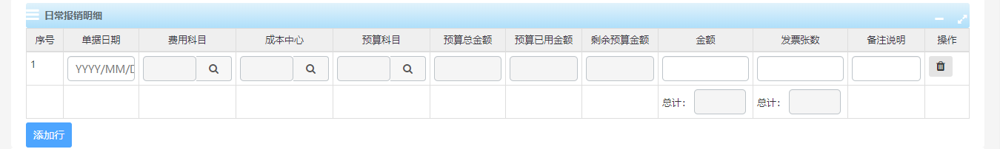 日常报销明细
序号 单据日期 费用科目 成本中心 预算科目 预算总金额 预算已用金额 剩余预算金额 金额 发票张数 备注说明 操作
1 YYYY/MM/D
总计： 总计：
添加行